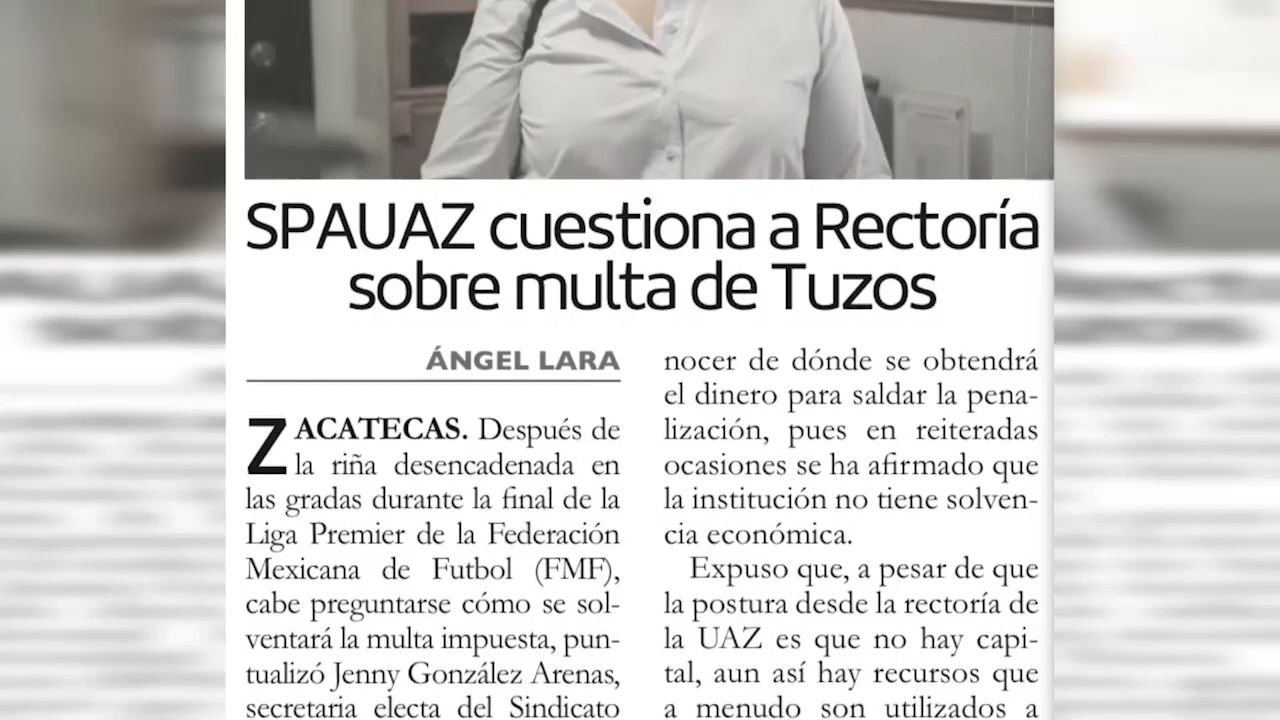 SPAUAZ cuestiona a Rectoría
sobre multa de Tuzos
ÁNGEL LARA
ZACATECAS. Después de
la riña desencadenada en
las gradas durante la final de la
Liga Premier de la Federación
Mexicana de Futbol (FMF),
cabe preguntarse cómo se sol-
ventará la multa impuesta, pun-
tualizó Jenny González Arenas,
secretaria electa del Sindicato
nocer de dónde se obtendrá
el dinero para saldar la pena-
lización, pues en reiteradas
ocasiones se ha afirmado que
la institución no tiene solven-
cia económica.
Expuso que, a pesar de que
la postura desde la rectoría de
la UAZ es que no hay capi-
tal, aun así hay recursos que
a menudo son utilizados a